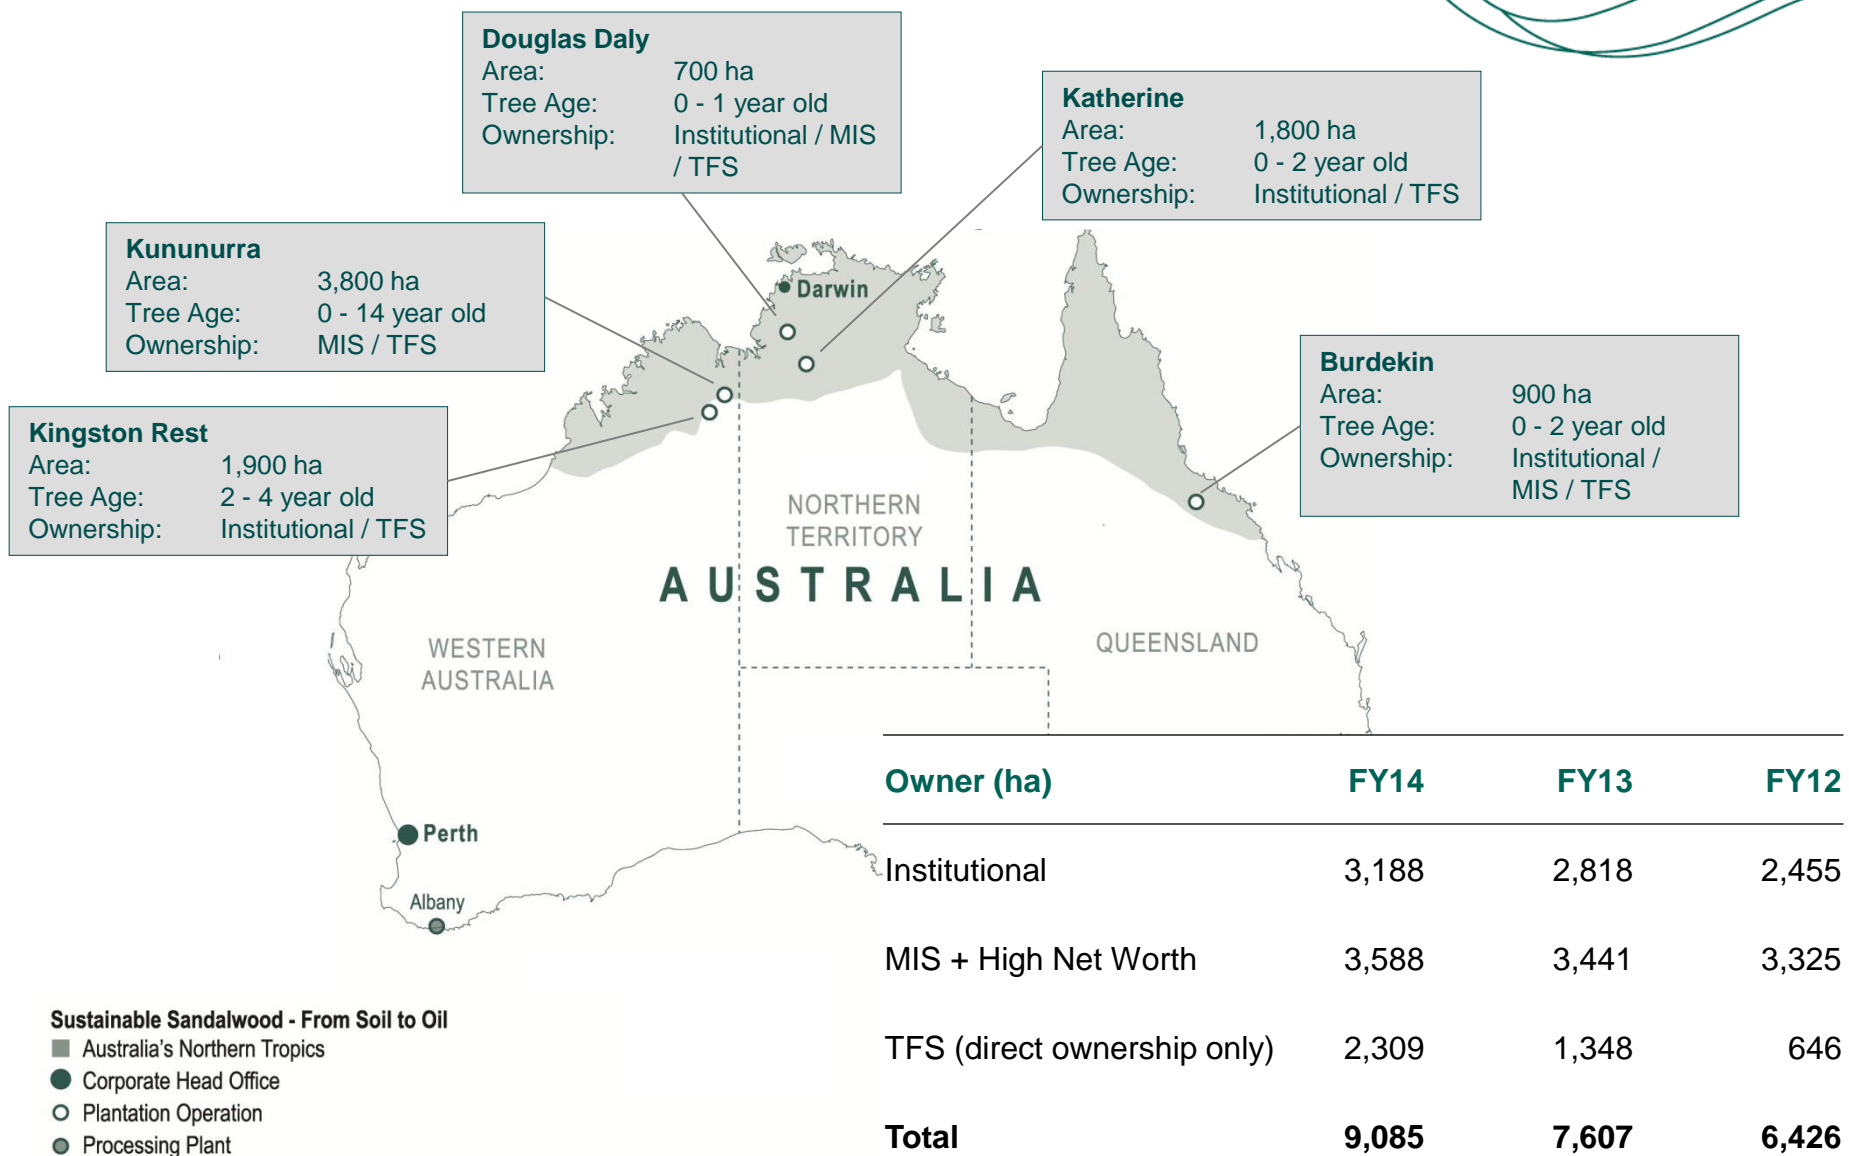 Douglas Daly
Area: 700 ha
Tree Age: 0 - 1 year old
Ownership: Institutional / MIS
/ TFS
Katherine
Area: 1,800 ha
Tree Age: 0 - 2 year old
Ownership: Institutional / TFS
Kununurra
Area: 3,800 ha
Tree Age: 0 - 14 year old
Ownership: MIS / TFS
Darwin
Burdekin
Area: 900 ha
Tree Age: 0 - 2 year old
Ownership: Institutional /
MIS / TFS
Kingston Rest
Area: 1,900 ha
Tree Age: 2 - 4 year old
Ownership: Institutional / TFS
NORTHERN
TERRITORY
AUSTRALIA
WESTERN
AUSTRALIA
QUEENSLAND
Perth
Albany
Owner (ha) FY14 FY13 FY12
Institutional 3,188 2,818 2,455
MIS + High Net Worth 3,588 3,441 3,325
TFS (direct ownership only) 2,309 1,348 646
Total 9,085 7,607 6,426
Sustainable Sandalwood - From Soil to Oil
Australia's Northern Tropics
Corporate Head Office
Plantation Operation
Processing Plant